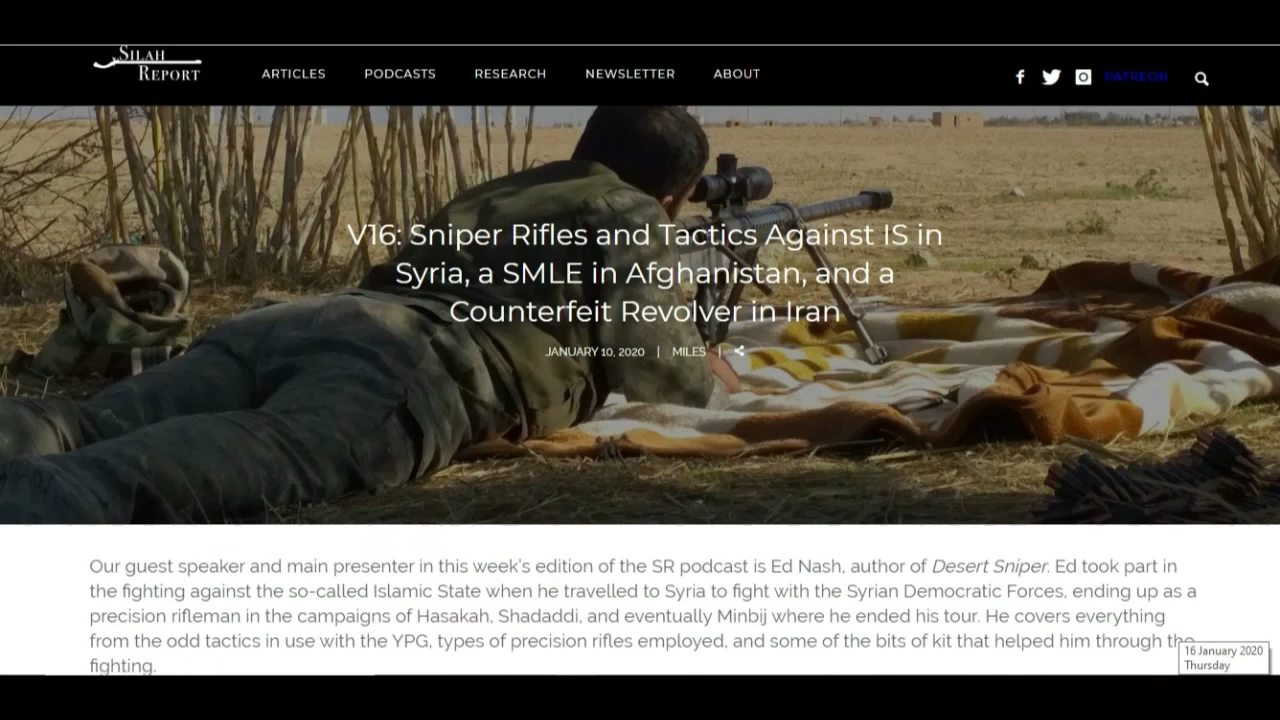 SILAH
REPORT
ARTICLES PODCASTS RESEARCH NEWSLETTER ABOUT
PATREON
V16: Sniper Rifles and Tactics Against IS in
Syria, a SMLE in Afghanistan, and a
Counterfeit Revolver in Iran
JANUARY 10, 2020 | MILES |
Our guest speaker and main presenter in this week's edition of the SR podcast is Ed Nash, author of Desert Sniper. Ed took part in
the fighting against the so-called Islamic State when he travelled to Syria to fight with the Syrian Democratic Forces, ending up as a
precision rifleman in the campaigns of Hasakah, Shadaddi, and eventually Minbij where he ended his tour. He covers everything
from the odd tactics in use with the YPG, types of precision rifles employed, and some of the bits of kit that helped him through the
fighting.
16 January 2020
Thursday